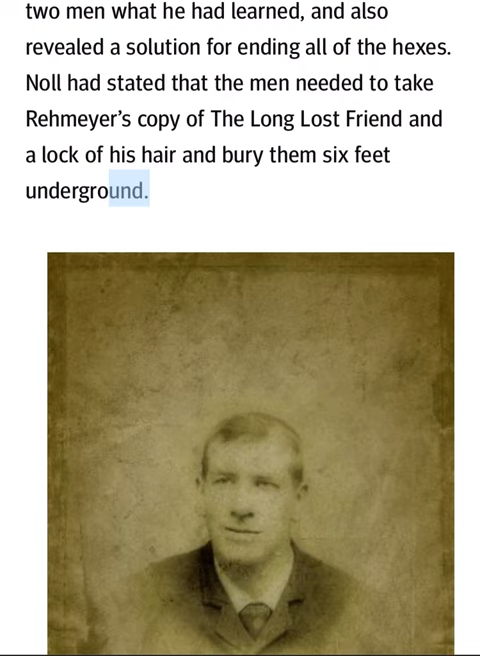 two men what he had learned, and also
revealed a solution for ending all of the hexes.
Noll had stated that the men needed to take
Rehmeyer’s copy of The Long Lost Friend and
a lock of his hair and bury them six feet
underground.